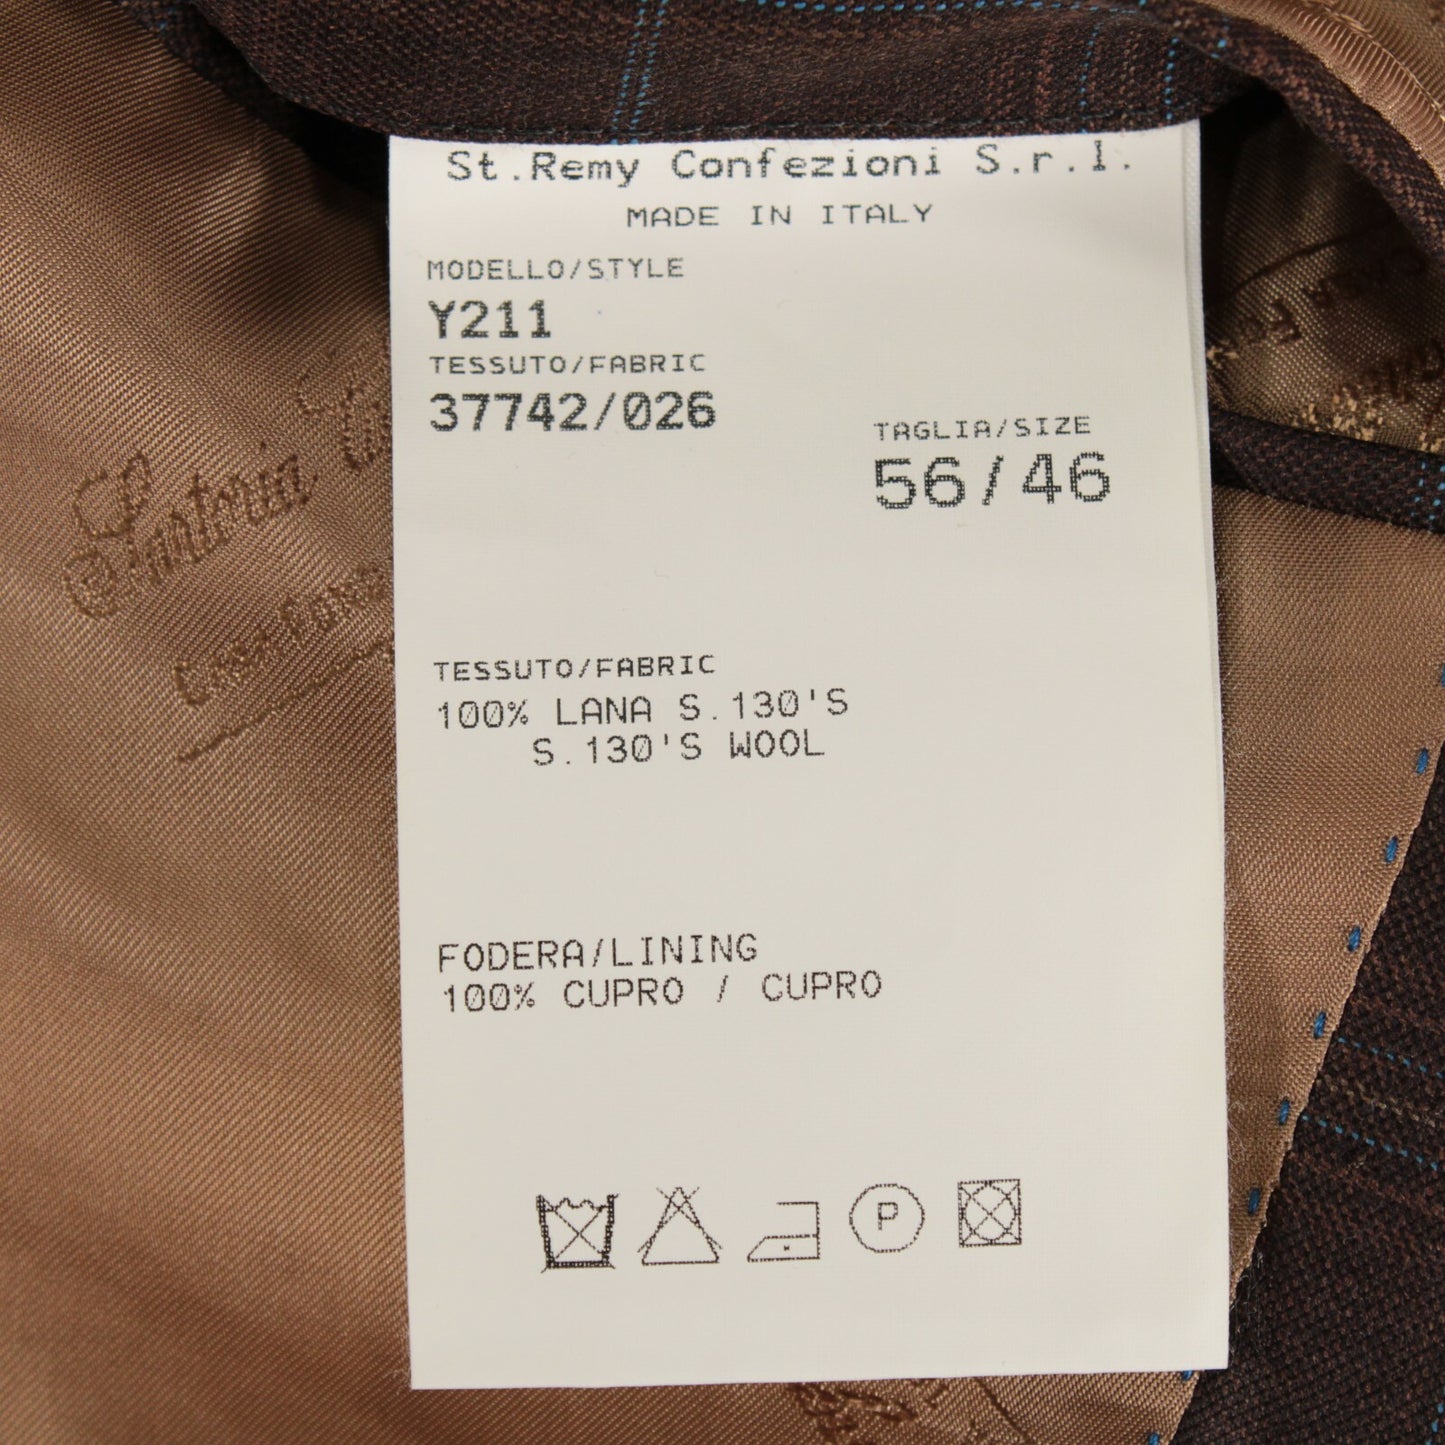 St.Remy Confezioni S.r.l.
MADE IN ITALY
MODELLO/STYLE
Y211
TESSUTO/FABRIC
37742/026
TAGLIA/SIZE
56/46
TESSUTO/FABRIC
100% LANA S.130'S
S.130'S WOOL
FODERA/LINING
100% CUPRO / CUPRO
P
Sartoria